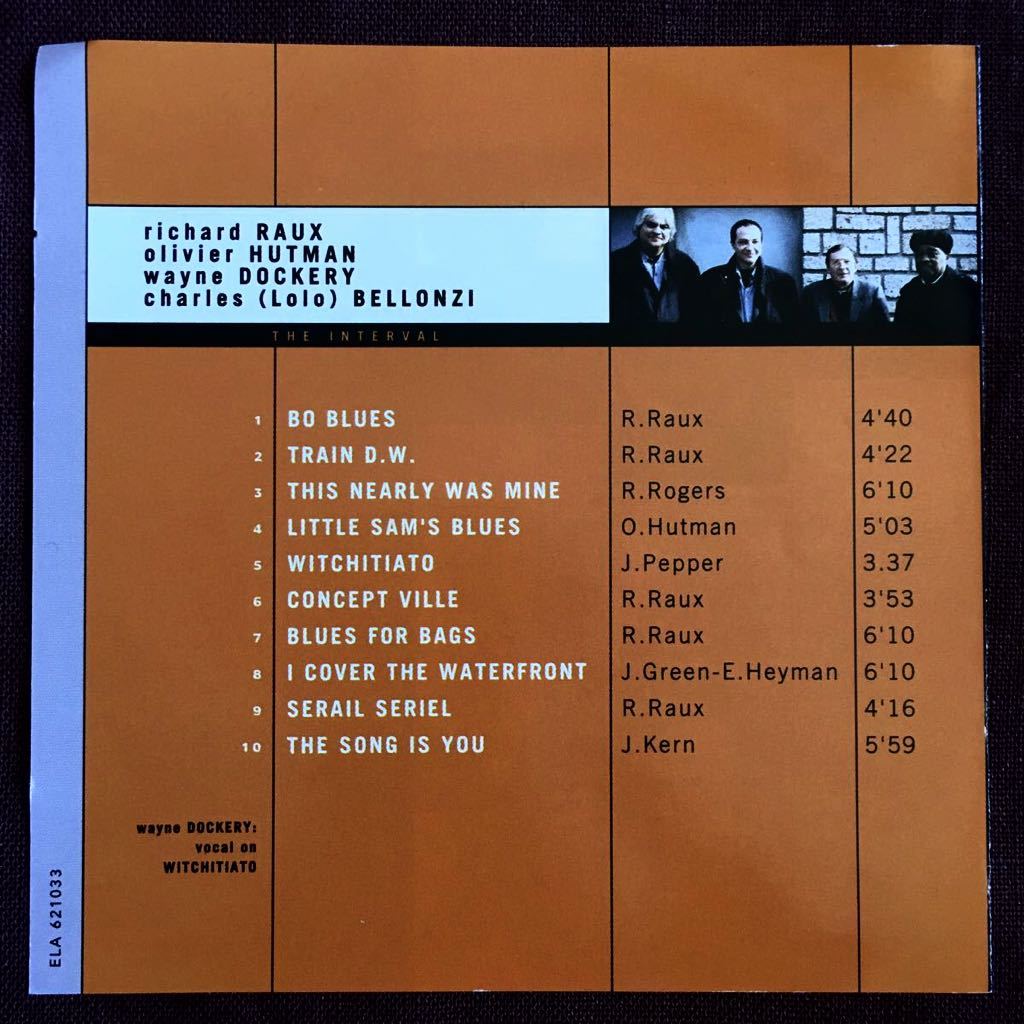 richard RAUX
olivier HUTMAN
wayne DOCKERY
charles (Lolo) BELLONZI
THE INTERVAL
1 BO BLUES R.Raux 4'40
2 TRAIN D.W. R.Raux 4'22
3 THIS NEARLY WAS MINE R.Rogers 6'10
4 LITTLE SAM'S BLUES O.Hutman 5'03
5 WITCHITIATO J.Pepper 3.37
6 CONCEPT VILLE R.Raux 3'53
7 BLUES FOR BAGS R.Raux 6'10
8 I COVER THE WATERFRONT J.Green-E.Heyman 6'10
9 SERAIL SERIEL R.Raux 4'16
10 THE SONG IS YOU J.Kern 5'59
wayne DOCKERY:
vocal on
WITCHITIATO
ELA 621033